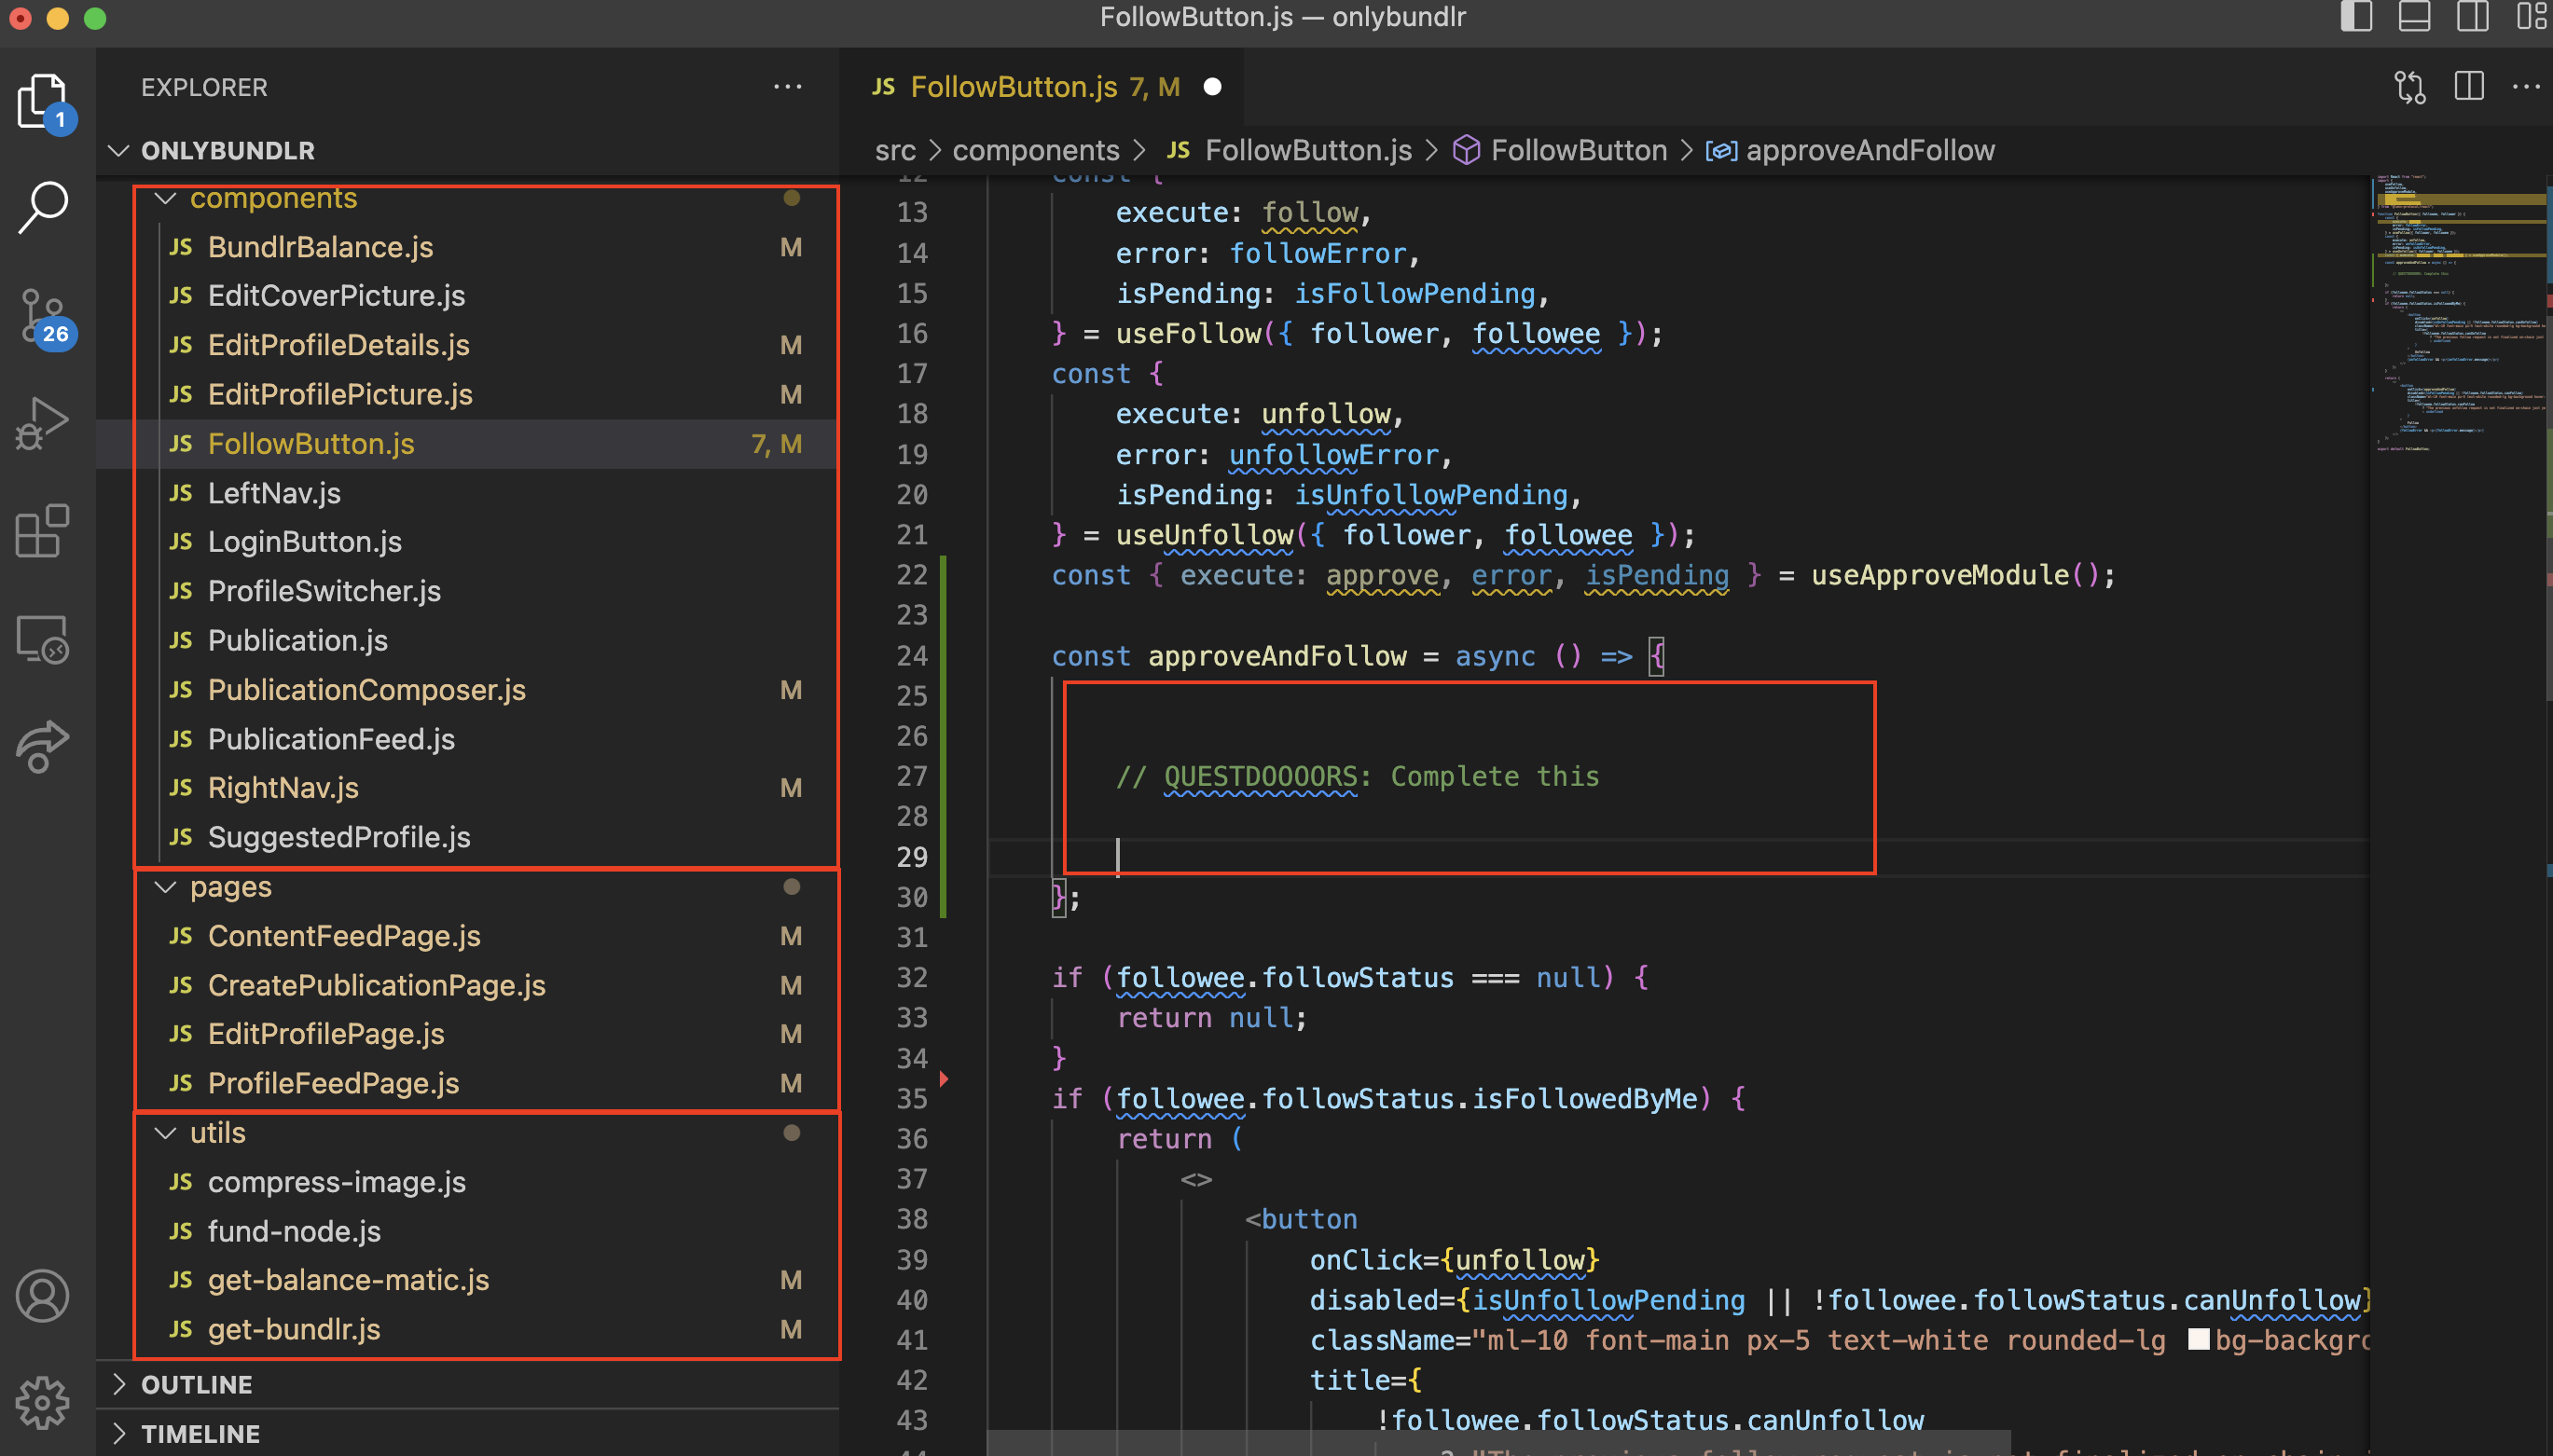 FollowButton.js — onlybundlr
EXPLORER
JS FollowButton.js 7, M
1
ONLYBUNDLR
src > components > JS FollowButton.js > FollowButton > approveAndFollow
components
JS BundlrBalance.js M
JS EditCoverPicture.js
26
JS EditProfileDetails.js M
JS EditProfilePicture.js M
JS FollowButton.js 7, M
JS LeftNav.js
JS LoginButton.js
JS ProfileSwitcher.js
JS Publication.js
JS PublicationComposer.js M
JS PublicationFeed.js
JS RightNav.js M
JS SuggestedProfile.js
pages
JS ContentFeedPage.js M
JS CreatePublicationPage.js M
JS EditProfilePage.js M
JS ProfileFeedPage.js M
utils
JS compress-image.js
JS fund-node.js
JS get-balance-matic.js M
JS get-bundlr.js M
OUTLINE
TIMELINE
12 const {
13 execute: follow,
14 error: followError,
15 isPending: isFollowPending,
16 } = useFollow({ follower, followee });
17 const {
18 execute: unfollow,
19 error: unfollowError,
20 isPending: isUnfollowPending,
21 } = useUnfollow({ follower, followee });
22 const { execute: approve, error, isPending } = useApproveModule();
23
24 const approveAndFollow = async () => {
25
26
27 // QUESTDOOOORS: Complete this
28
29
30 };
31
32 if (followee.followStatus === null) {
33 return null;
34 }
35 if (followee.followStatus.isFollowedByMe) {
36 return (
37 <>
38 <button
39 onClick={unfollow}
40 disabled={isUnfollowPending || !followee.followStatus.canUnfollow}
41 className="ml-10 font-main px-5 text-white rounded-lg bg-backgro
42 title={
43 !followee.followStatus.canUnfollow